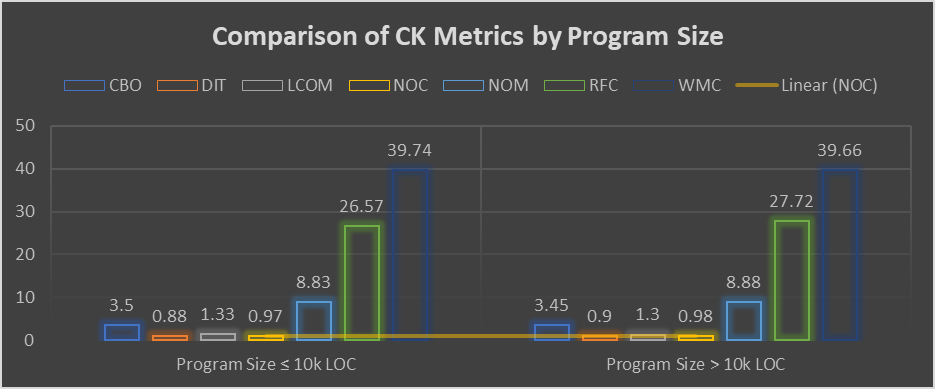 Comparison of CK Metrics by Program Size
CBO DIT LCOM NOC NOM RFC WMC Linear (NOC)
50
40
30
20
10
0
3.5 0.88 1.33 0.97 8.83 26.57 39.74
3.45 0.9 1.3 0.98 8.88 27.72 39.66
Program Size ≤ 10k LOC Program Size > 10k LOC